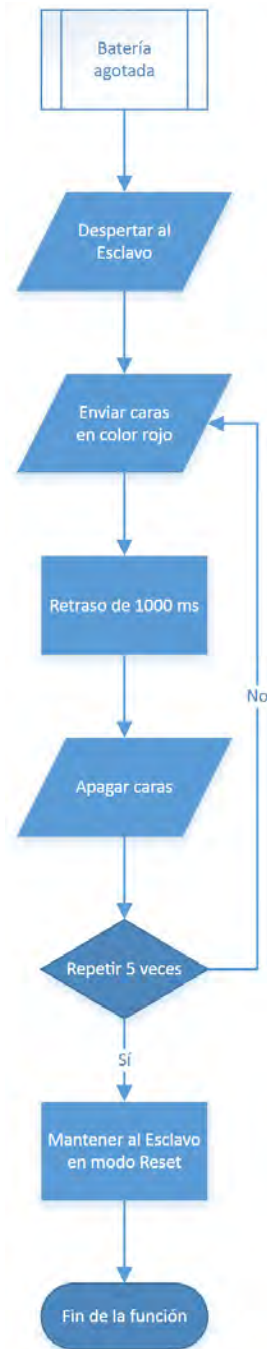 Batería
agotada
Despertar al
Esclavo
Enviar caras
en color rojo
Retraso de 1000 ms
No
Apagar caras
Repetir 5 veces
Sí
Mantener al Esclavo
en modo Reset
Fin de la función